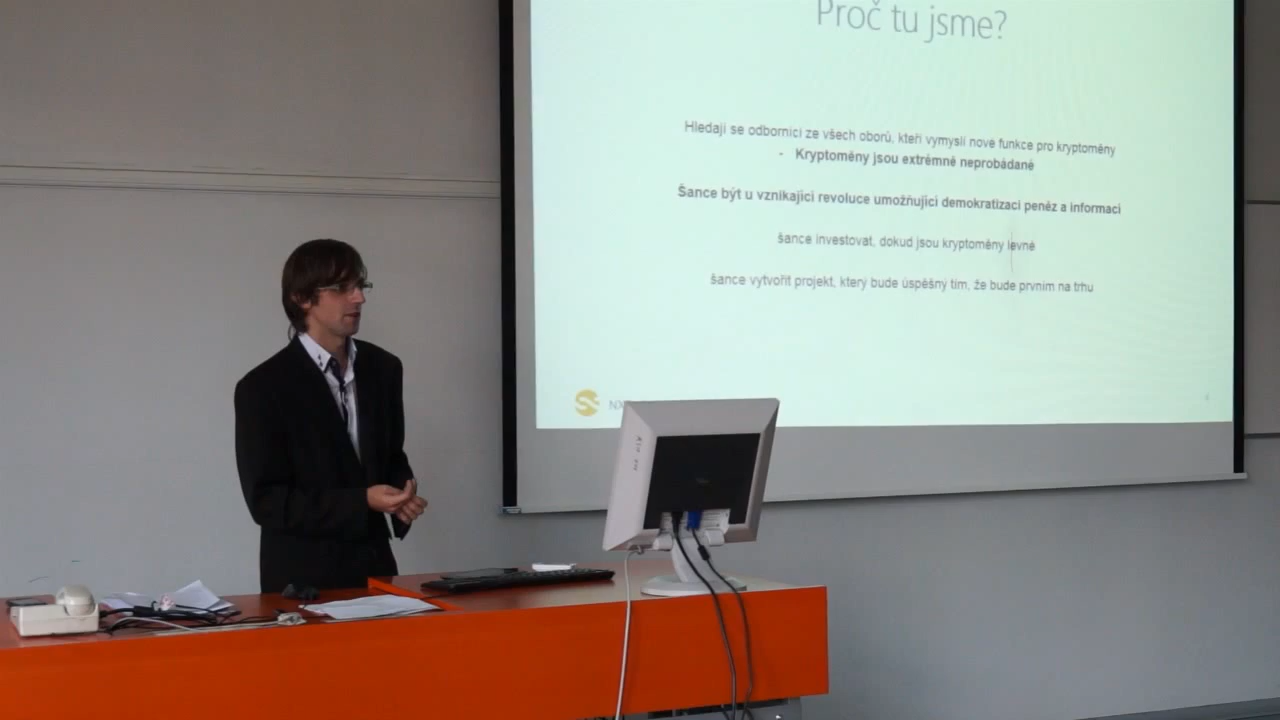 Proč tu jsme?
Hledají se odborníci ze všech oborů, kteří vymyslí nové funkce pro kryptoměny
- Kryptoměny jsou extrémně neprobádané
Šance být u vznikající revoluce umožňující demokratizaci peněz a informací
šance investovat, dokud jsou kryptoměny levné
šance vytvořit projekt, který bude úspěšný tím, že bude prvním na trhu